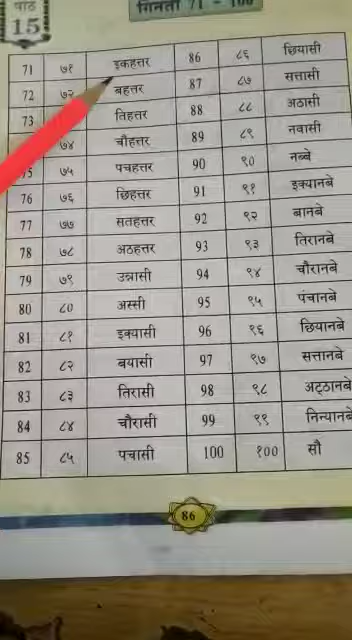 पाठ
15
गिनती 71 - 100
71 ७१ इकहत्तर 86 ८६ छियासी
72 ७२ बहत्तर 87 ८७ सत्तासी
73 तिहत्तर 88 ८८ अठासी
७४ चौहत्तर 89 ८९ नवासी
75 ७५ पचहत्तर 90 ९० नब्बे
76 ७६ छिहत्तर 91 ९१ इक्यानबे
77 ७७ सतहत्तर 92 ९२ बानबे
78 ७८ अठहत्तर 93 ९३ तिरानबे
79 ७९ उन्नासी 94 ९४ चौरानबे
80 ८० अस्सी 95 ९५ पंचानबे
81 ८१ इक्यासी 96 ९६ छियानबे
82 ८२ बयासी 97 ९७ सत्तानबे
83 ८३ तिरासी 98 ९८ अट्ठानबे
84 ८४ चौरासी 99 ९९ निन्यानबे
85 ८५ पचासी 100 १०० सौ
86